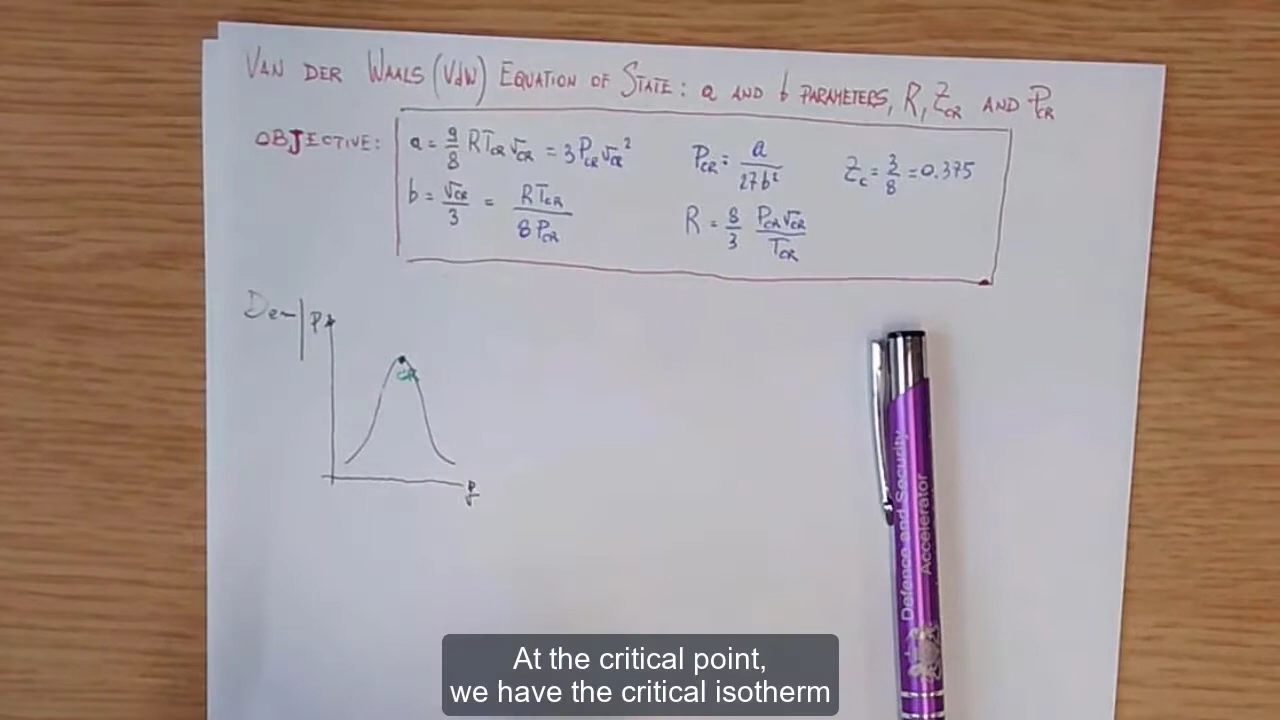 VAN DER WAALS (VdW) EQUATION OF STATE: a AND b PARAMETERS, R, ZCR AND PCR
OBJECTIVE:
a = 9/8 RTCR vCR = 3 PCR vCR²
PCR = a/27b²
Zc = 3/8 = 0.375
b = vCR/3 = RTCR/8PCR
R = 8/3 PCR vCR/TCR
P
CR
Defence and Security
Accelerator
At the critical point,
we have the critical isotherm